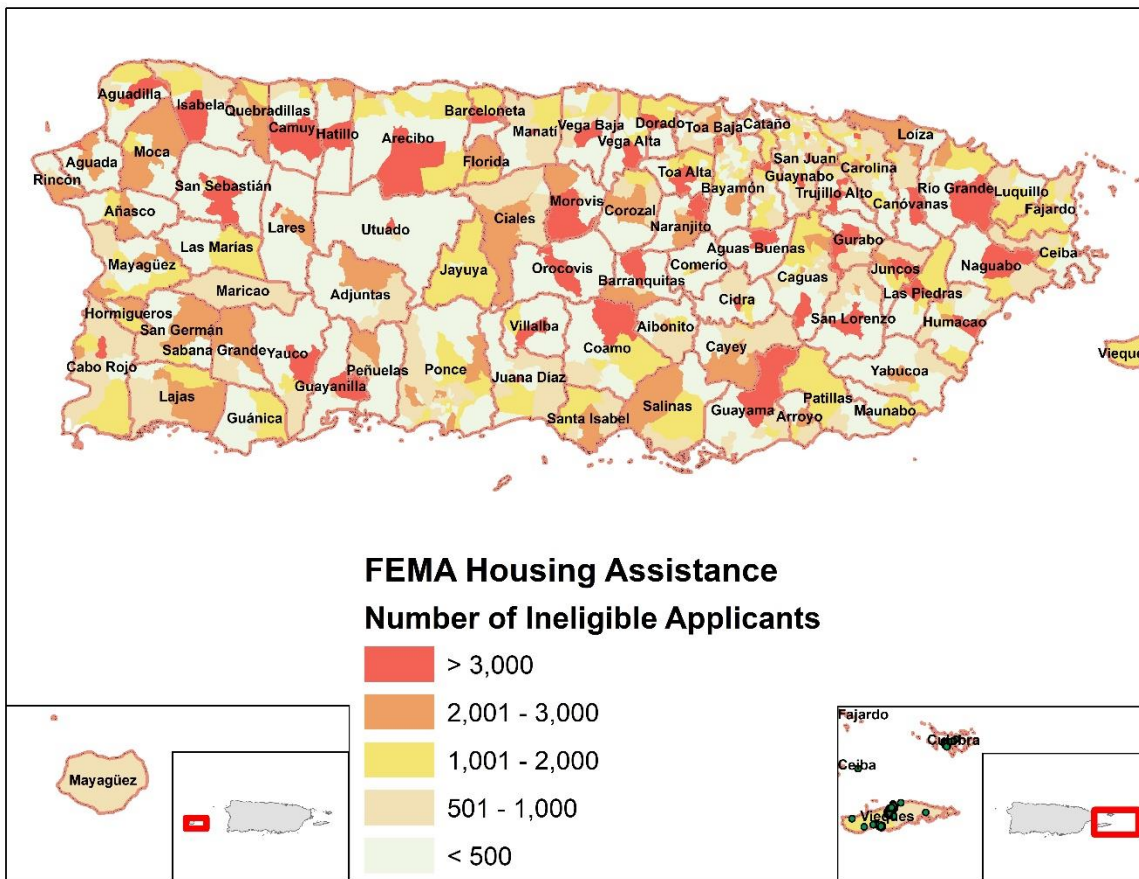 Aguadilla
Isabela
Quebradillas
Camuy
Hatillo
Arecibo
Barceloneta
Manatí
Vega Baja
Vega Alta
Dorado
Toa Baja
Cataño
Loíza
Moca
Aguada
Rincón
San Sebastián
Florida
Toa Alta
Bayamón
San Juan
Guaynabo
Carolina
Trujillo Alto
Canóvanas
Río Grande
Luquillo
Fajardo
Añasco
Lares
Utuado
Ciales
Morovis
Corozal
Naranjito
Aguas Buenas
Gurabo
Las Marías
Mayagüez
Maricao
Adjuntas
Jayuya
Orocovis
Barranquitas
Comerío
Caguas
Juncos
Naguabo
Ceiba
Las Piedras
Cidra
San Lorenzo
Humacao
Hormigueros
San Germán
Sabana Grande
Yauco
Cabo Rojo
Guayanilla
Peñuelas
Ponce
Villalba
Juana Díaz
Coamo
Aibonito
Cayey
Yabucoa
Vieques
Lajas
Guánica
Santa Isabel
Salinas
Guayama
Arroyo
Patillas
Maunabo
FEMA Housing Assistance
Number of Ineligible Applicants
> 3,000
2,001 - 3,000
1,001 - 2,000
501 - 1,000
< 500
Mayagüez
Fajardo
Culebra
Ceiba
Vieques